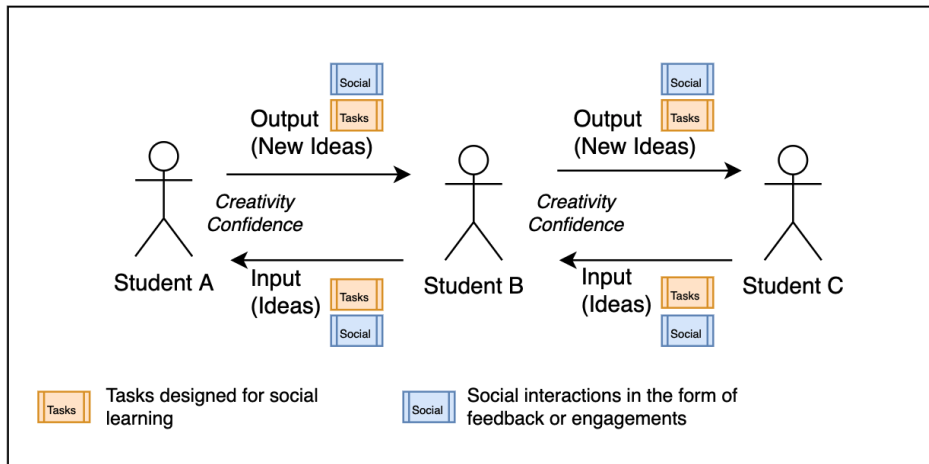 Social
Tasks
Output
(New Ideas)
Social
Tasks
Output
(New Ideas)
Creativity
Confidence
Creativity
Confidence
Student A
Student B
Student C
Input
(Ideas)
Tasks
Social
Input
(Ideas)
Tasks
Social
Tasks
Tasks designed for social
learning
Social
Social interactions in the form of
feedback or engagements